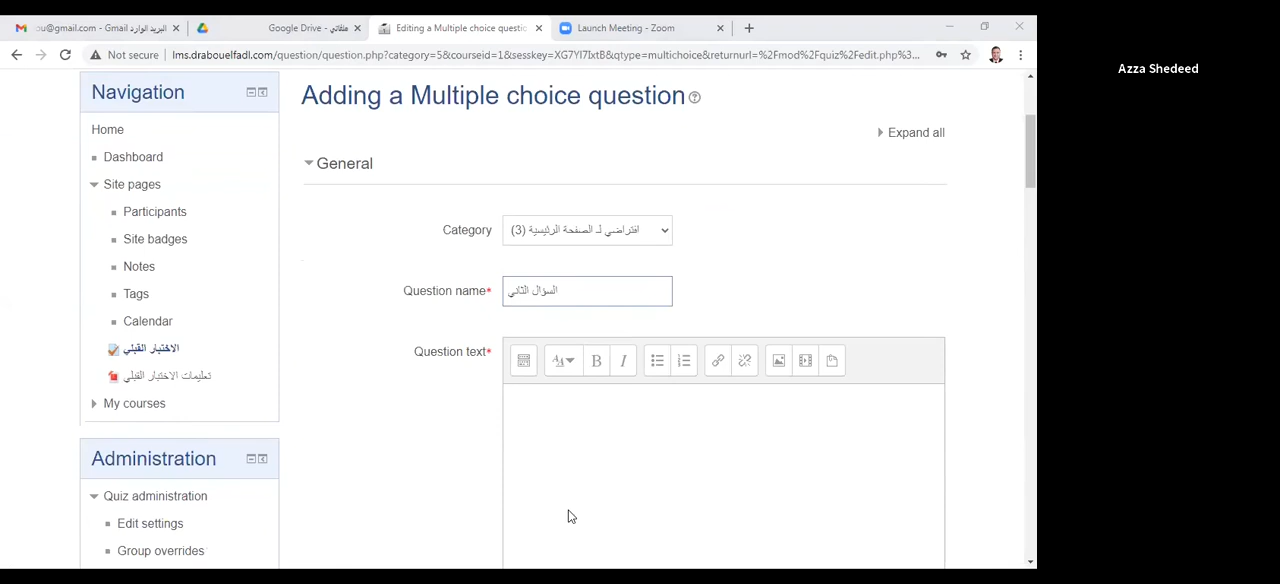 ou@gmail.com - Gmail البريد الوارد
ملفاتي - Google Drive
Editing a Multiple choice questio
Launch Meeting - Zoom
Not secure
lms.drabouelfadl.com/question/question.php?category=5&courseid=1&sesskey=XG7YI7IxtB&qtype=multichoice&returnurl=%2Fmod%2Fquiz%2Fedit.php%3...
Azza Shedeed
Navigation
Home
Dashboard
Site pages
Participants
Site badges
Notes
Tags
Calendar
الاختبار القبلي
تعليمات الاختبار القبلي
My courses
Administration
Quiz administration
Edit settings
Group overrides
Adding a Multiple choice question
Expand all
General
Category
افتراضي لـ الصفحة الرئيسية (3)
Question name*
السؤال الثاني
Question text*
B I